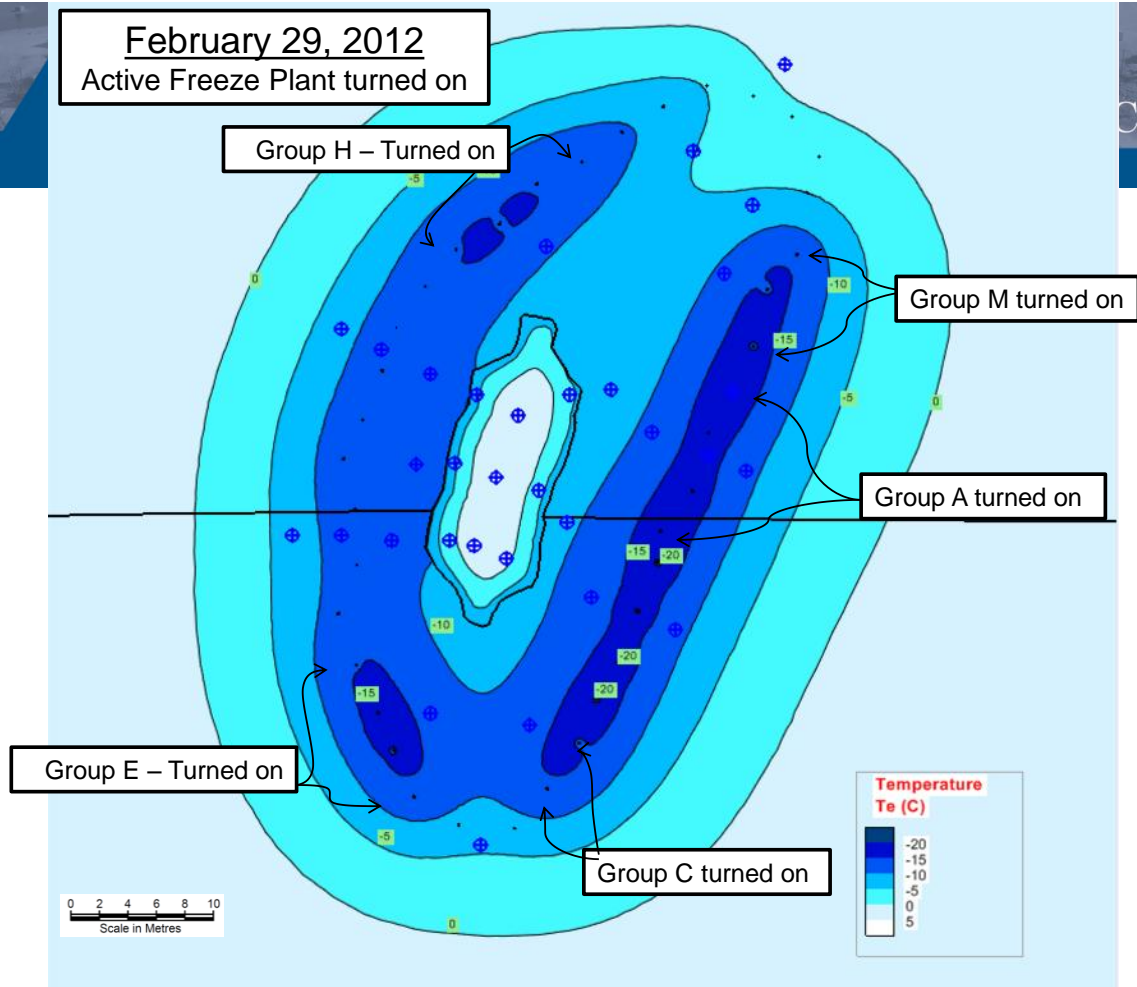 February 29, 2012
Active Freeze Plant turned on
C
Group H – Turned on
-5
0
-10
Group M turned on
-15
-5
0
Group A turned on
-15
-20
-10
-20
-15
-20
Group E – Turned on
-5
Group C turned on
0
Temperature
Te (C)
-20
-15
-10
-5
0
5
0 2 4 6 8 10
Scale in Metres